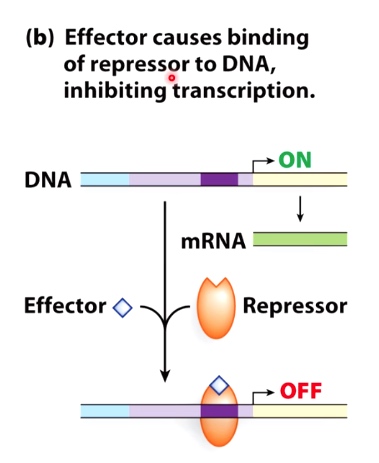 (b) Effector causes binding
of repressor to DNA,
inhibiting transcription.
ON
DNA
mRNA
Effector
Repressor
OFF